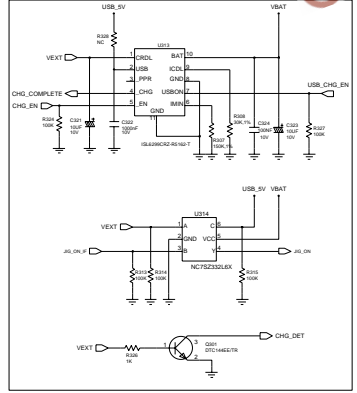 USB_5V
VBAT
R328
NC
U313
VEXT
1
CRDL
BAT
10
2
USB
ICDL
9
3
PPR
GND
8
CHG_COMPLETE
4
CHG
USBON
7
USB_CHG_EN
CHG_EN
5
EN
IMIN
6
GND
11
R324
100K
C321
10UF
10V
C322
1000nF
10V
ISL6299CRZ-R5162-T
R307
150K,1%
R308
30K,1%
C324
100NF
10V
C323
10UF
10V
R327
100K
USB_5V
VBAT
U314
VEXT
1
A
C
6
2
GND
VCC
5
JIG_ON_IF
3
B
Y
4
JIG_ON
R313
100K
R314
100K
NC7SZ332L6X
R315
100K
VEXT
R326
1K
1
Q301
DTC144EE/TR
3
2
CHG_DET